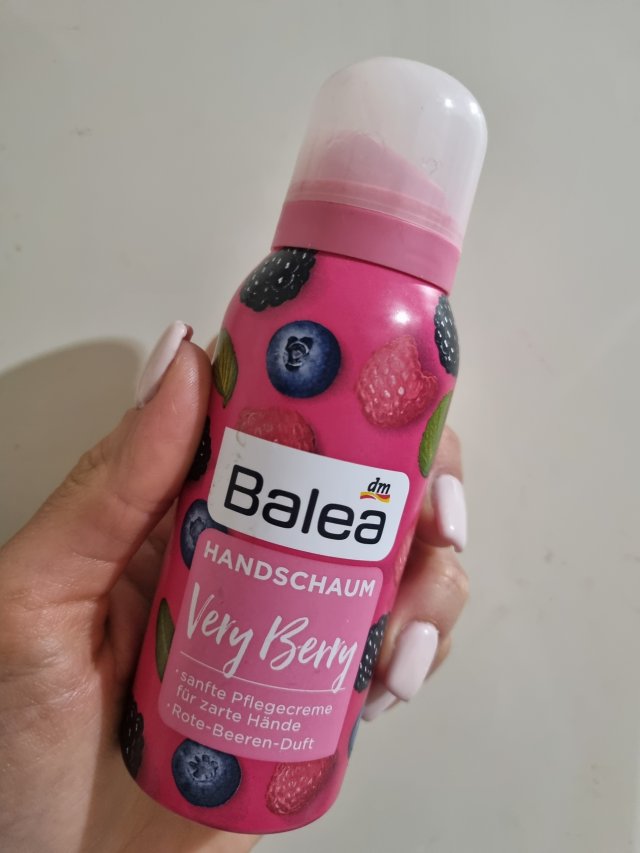 dm
Balea
HANDSCHAUM
Very Berry
• sanfte Pflegecreme
für zarte Hände
• Rote-Beeren-Duft